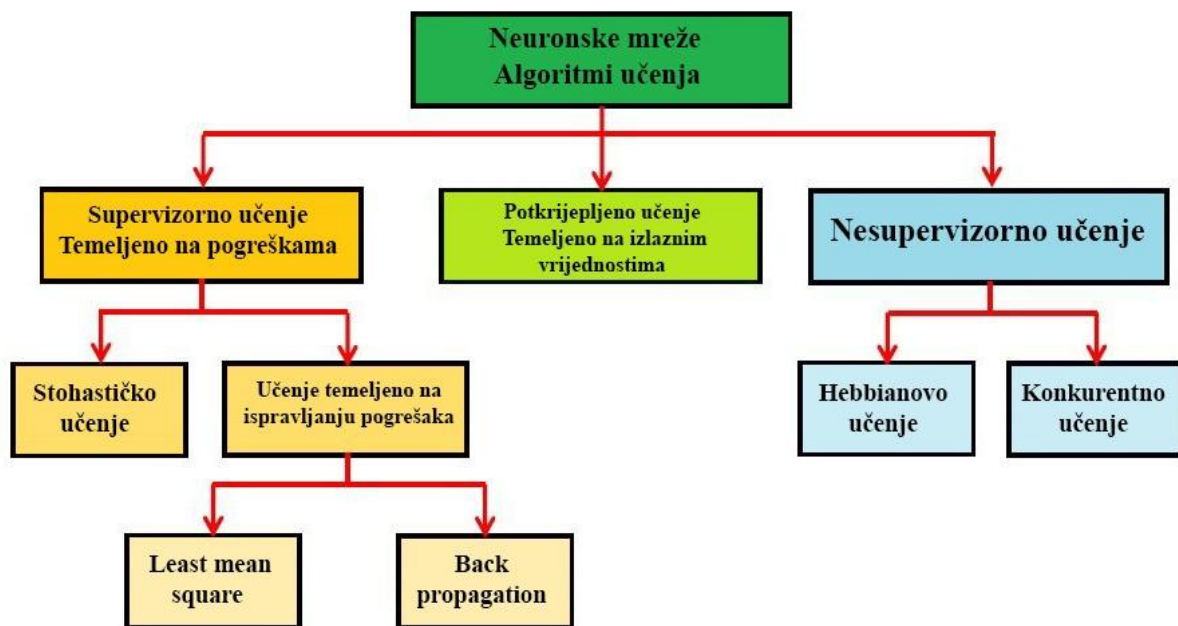 Neuronske mreže
Algoritmi učenja
Supervizorno učenje
Temeljeno na pogreškama
Potkrijepljeno učenje
Temeljeno na izlaznim
vrijednostima
Nesupervizorno učenje
Stohastičko
učenje
Učenje temeljeno na
ispravljanju pogrešaka
Hebbianovo
učenje
Konkurentno
učenje
Least mean
square
Back
propagation